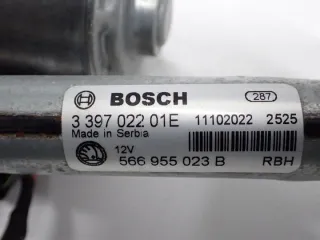 BOSCH 287
3 397 022 01E 11102022 2525
Made in Serbia
12V
566 955 023 B RBH